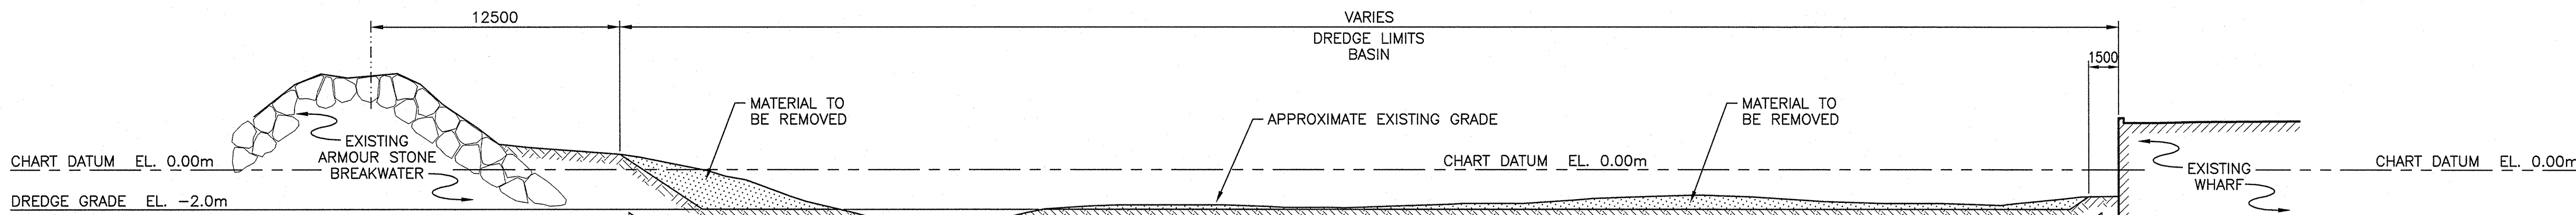 12500
VARIES
DREDGE LIMITS
BASIN
1500
MATERIAL TO
BE REMOVED
MATERIAL TO
BE REMOVED
APPROXIMATE EXISTING GRADE
EXISTING
ARMOUR STONE
BREAKWATER
CHART DATUM EL. 0.00m
CHART DATUM EL. 0.00m
CHART DATUM EL. 0.00m
EXISTING
WHARF
DREDGE GRADE EL. -2.0m